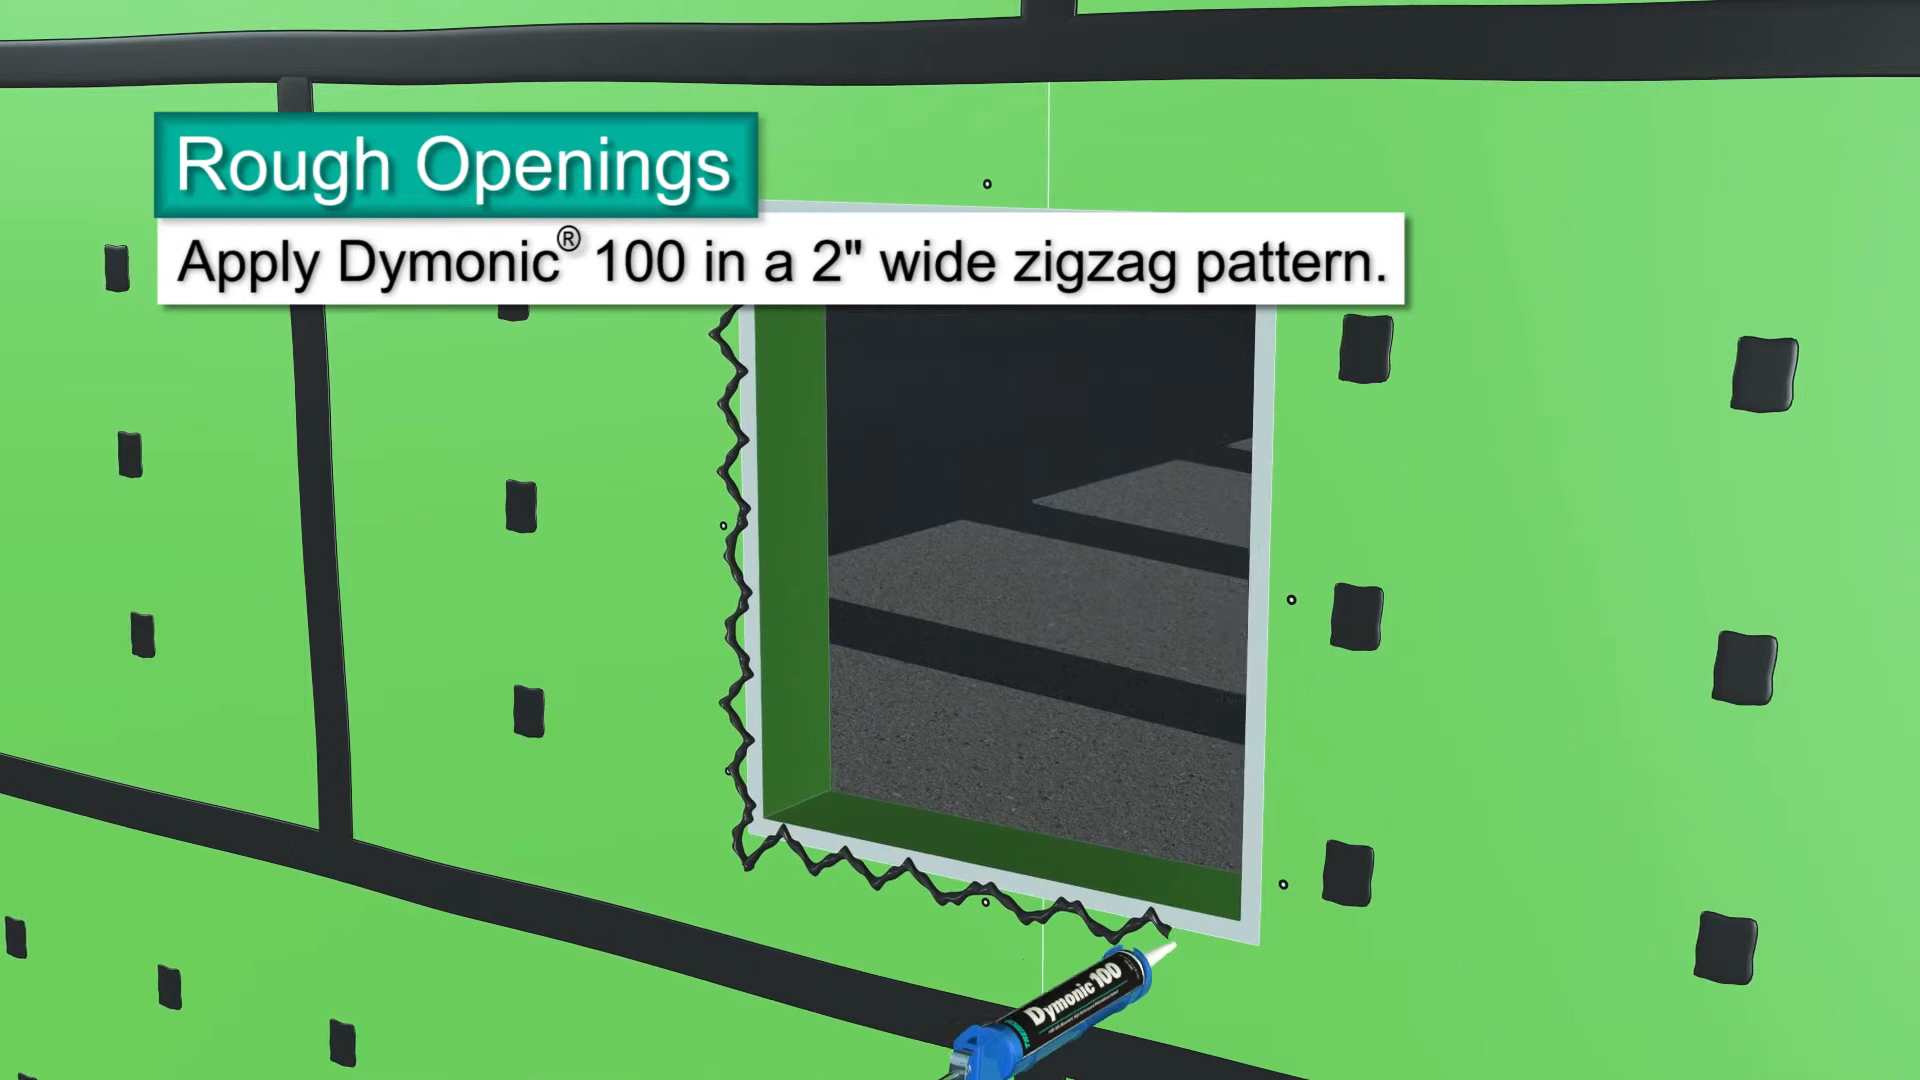 Rough Openings
Apply Dymonic® 100 in a 2" wide zigzag pattern.
Dymonic 100